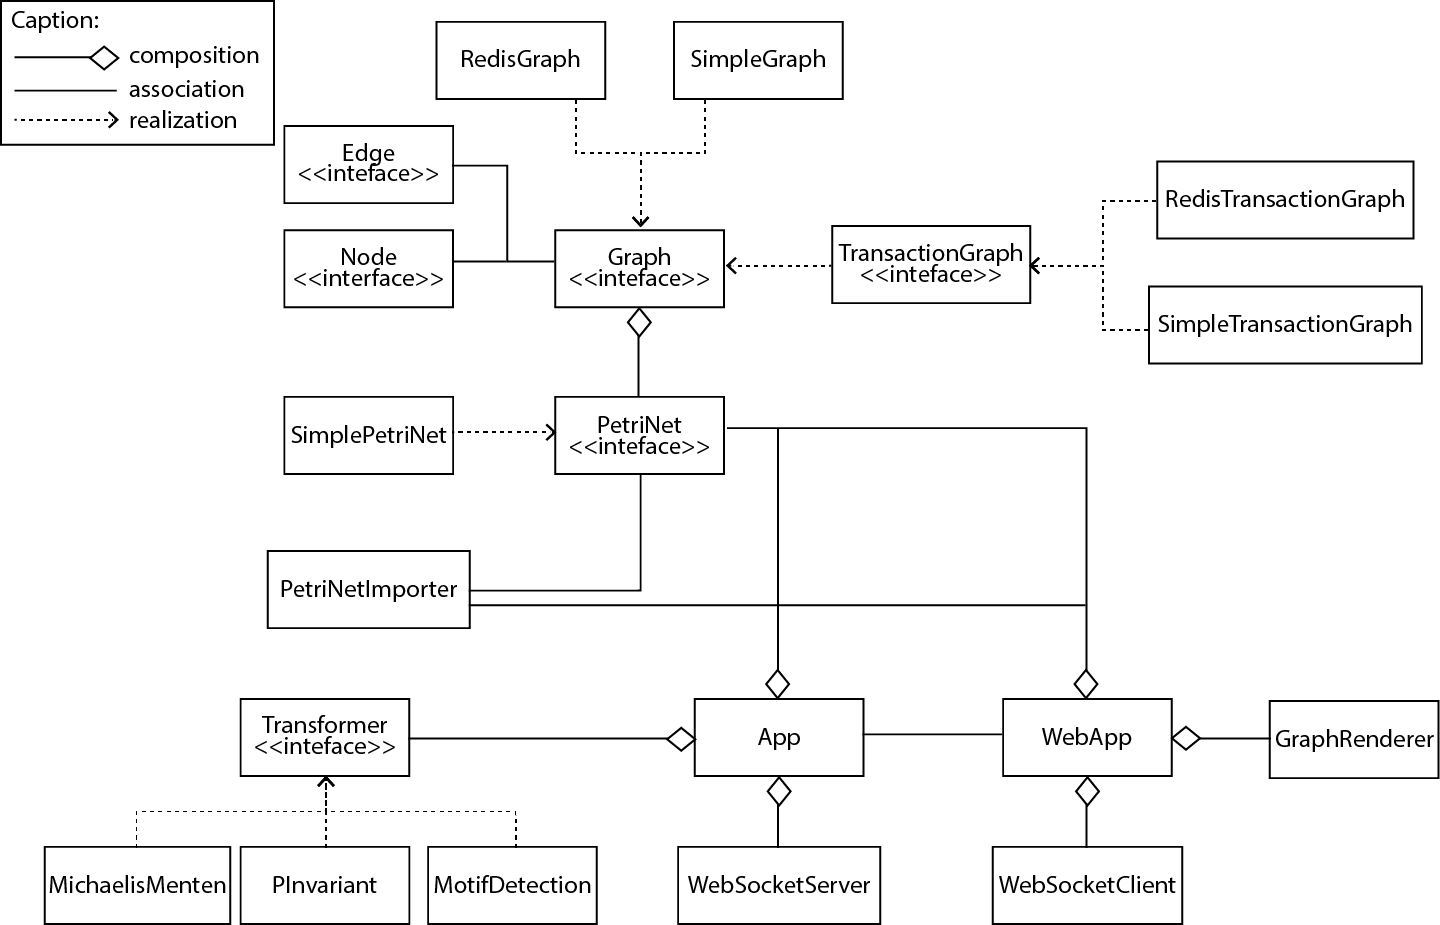 Caption:
composition
association
realization
RedisGraph
SimpleGraph
Edge
<<inteface>>
Node
<<interface>>
Graph
<<inteface>>
TransactionGraph
<<inteface>>
RedisTransactionGraph
SimpleTransactionGraph
SimplePetriNet
PetriNet
<<inteface>>
PetriNetImporter
Transformer
<<inteface>>
App
WebApp
GraphRenderer
MichaelisMenten
PInvariant
MotifDetection
WebSocketServer
WebSocketClient